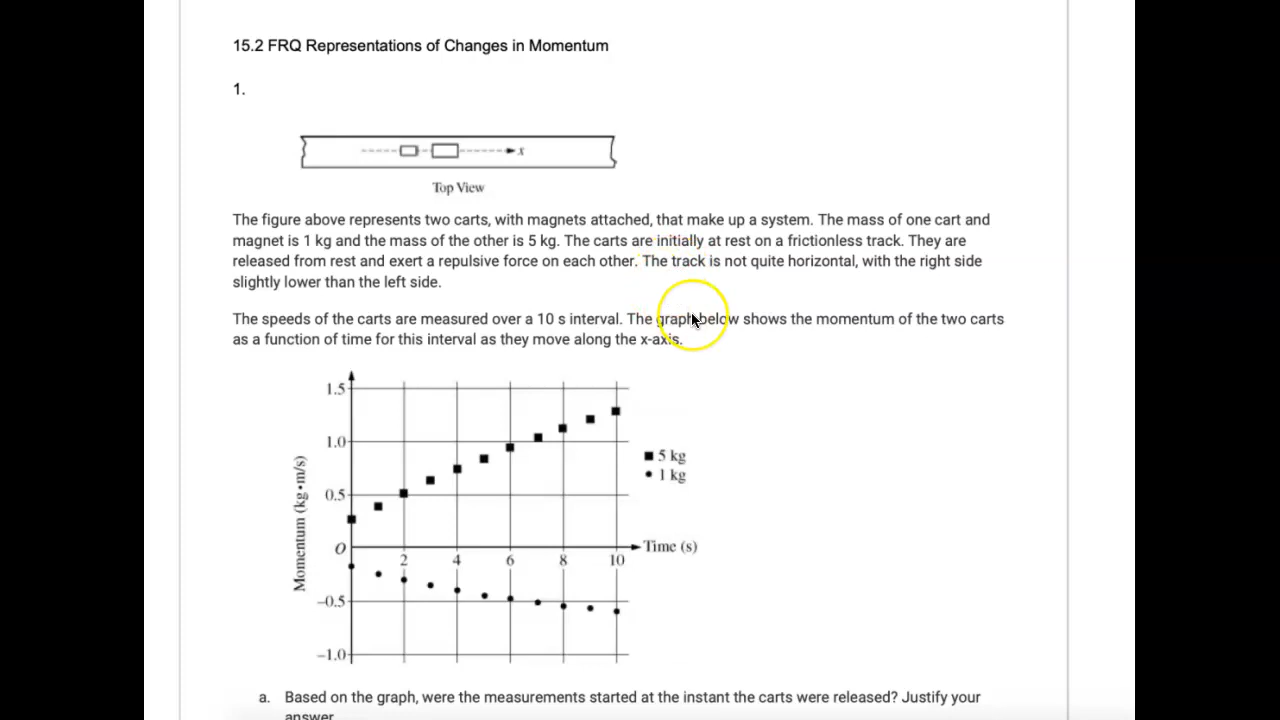 15.2 FRQ Representations of Changes in Momentum
1.
x
Top View
The figure above represents two carts, with magnets attached, that make up a system. The mass of one cart and
magnet is 1 kg and the mass of the other is 5 kg. The carts are initially at rest on a frictionless track. They are
released from rest and exert a repulsive force on each other. The track is not quite horizontal, with the right side
slightly lower than the left side.
The speeds of the carts are measured over a 10 s interval. The graph below shows the momentum of the two carts
as a function of time for this interval as they move along the x-axis.
1.5
1.0
0.5
O
-0.5
-1.0
Momentum (kg•m/s)
2 4 6 8 10
Time (s)
5 kg
1 kg
a. Based on the graph, were the measurements started at the instant the carts were released? Justify your
answer